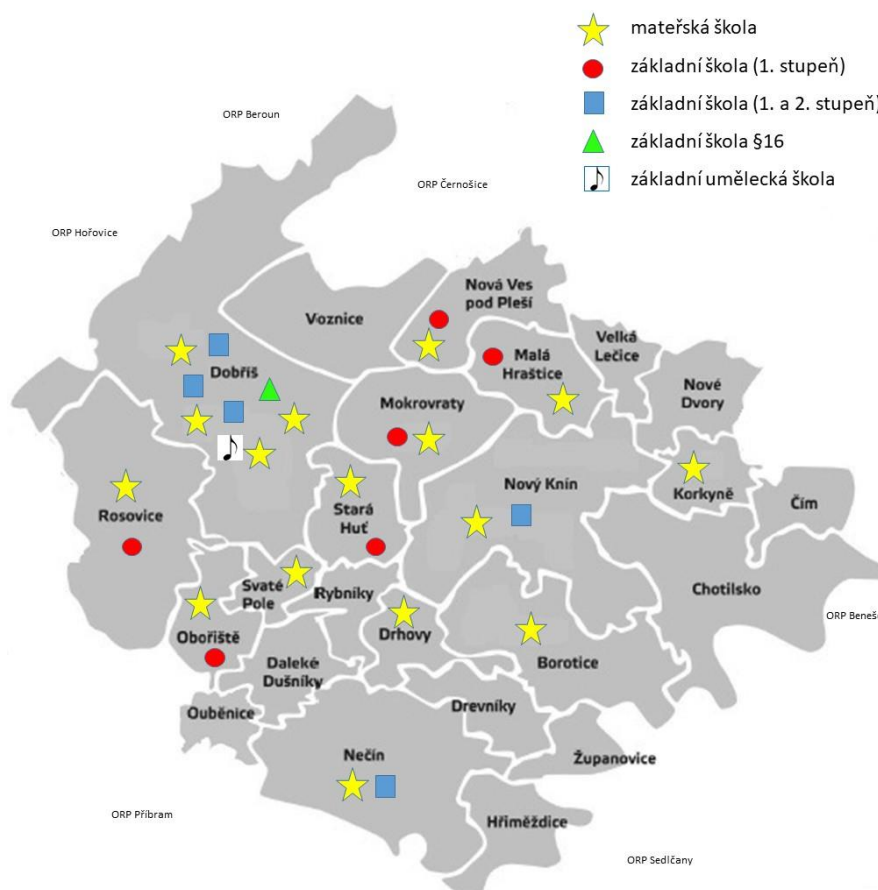 mateřská škola
základní škola (1. stupeň)
základní škola (1. a 2. stupeň)
základní škola §16
základní umělecká škola
ORP Beroun
ORP Černošice
ORP Hořovice
Nová Ves
pod Pleší
Voznice
Velká
Lečice
Malá
Hraštice
Dobříš
Nové
Dvory
Mokrovraty
Nový Knín
Korkyně
Čím
Rosovice
Stará
Huť
Chotilsko
Svaté
Pole
Rybníky
ORP Beneš
Obořiště
Drhovy
Borotice
Daleké
Dušníky
Ouběnice
Drevníky
Nečín
Županovice
ORP Příbram
Hříměždice
ORP Sedlčany